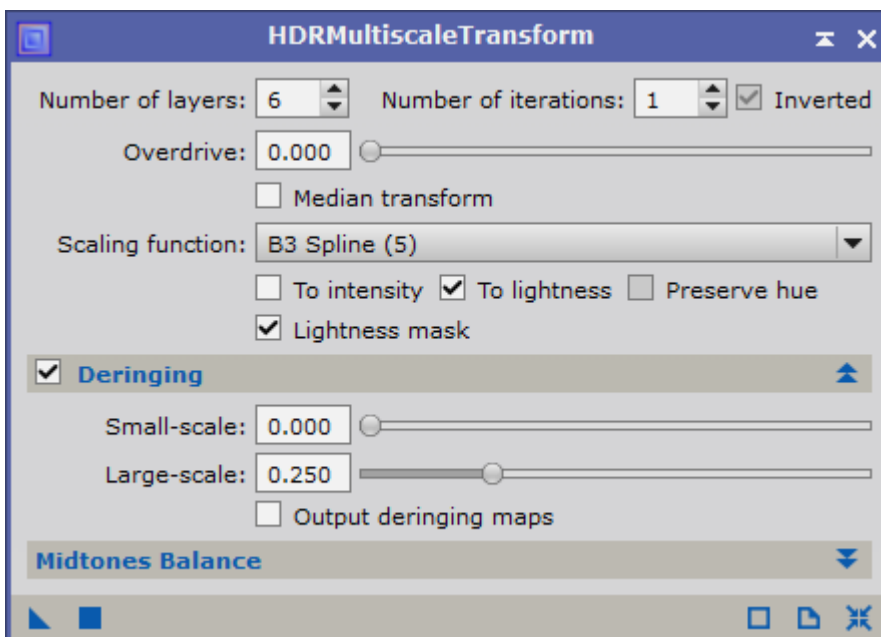 HDRMultiscaleTransform
Number of layers: 6 Number of iterations: 1 Inverted
Overdrive: 0.000
Median transform
Scaling function: B3 Spline (5)
To intensity To lightness Preserve hue
Lightness mask
Deringing
Small-scale: 0.000
Large-scale: 0.250
Output deringing maps
Midtones Balance